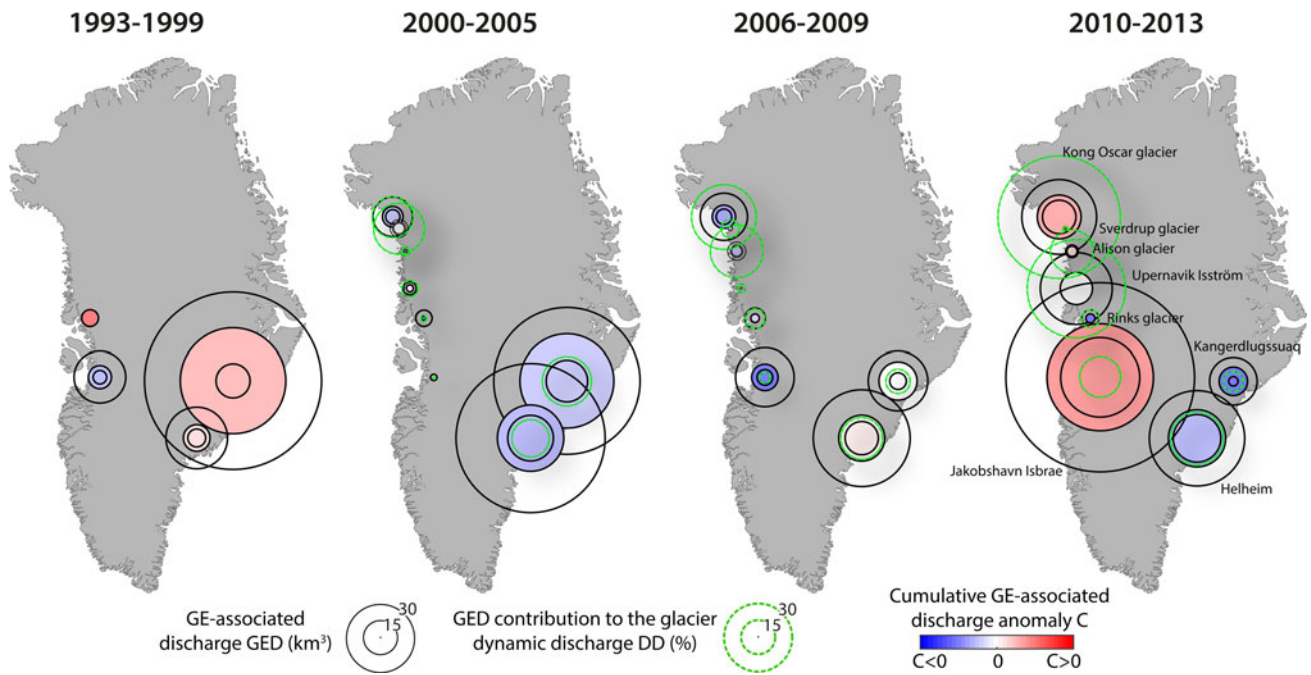 1993-1999
2000-2005
2006-2009
2010-2013
Kong Oscar glacier
Sverdrup glacier
Alison glacier
Upernavik Isström
Rinks glacier
Kangerdlugssuaq
Jakobshavn Isbrae
Helheim
GE-associated
discharge GED (km³)
30
15
GED contribution to the glacier
dynamic discharge DD (%)
30
15
Cumulative GE-associated
discharge anomaly C
C<0
0
C>0